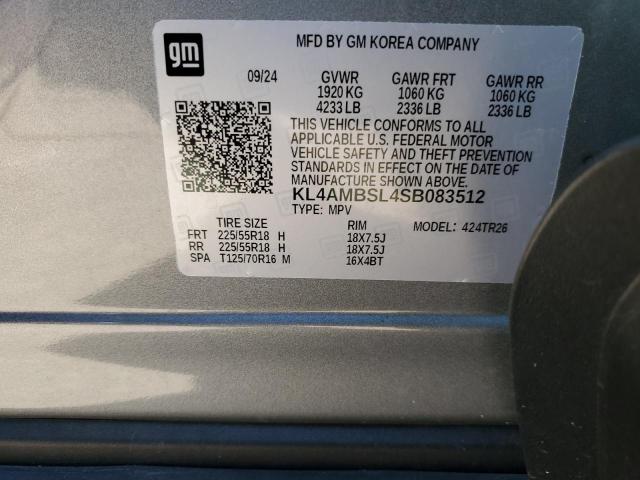 gm
MFD BY GM KOREA COMPANY
09/24 GVWR GAWR FRT GAWR RR
1920 KG 1060 KG 1060 KG
4233 LB 2336 LB 2336 LB
THIS VEHICLE CONFORMS TO ALL
APPLICABLE U.S. FEDERAL MOTOR
VEHICLE SAFETY AND THEFT PREVENTION
STANDARDS IN EFFECT ON THE DATE OF
MANUFACTURE SHOWN ABOVE.
KL4AMBSL4SB083512
TYPE: MPV
TIRE SIZE RIM MODEL: 424TR26
FRT 225/55R18 H 18X7.5J
RR 225/55R18 H 18X7.5J
SPA T125/70R16 M 16X4BT